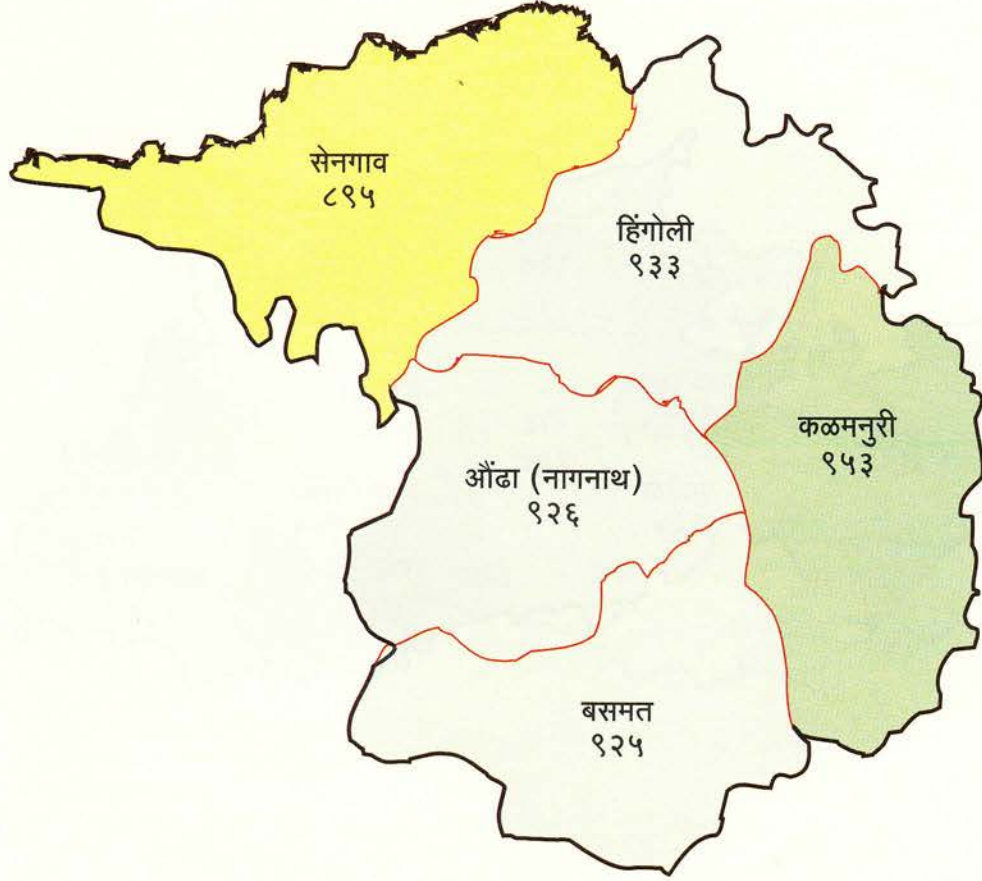 सेनगाव
८९५
हिंगोली
९३३
कळमनुरी
९५३
औंढा (नागनाथ)
९२६
बसमत
९२५